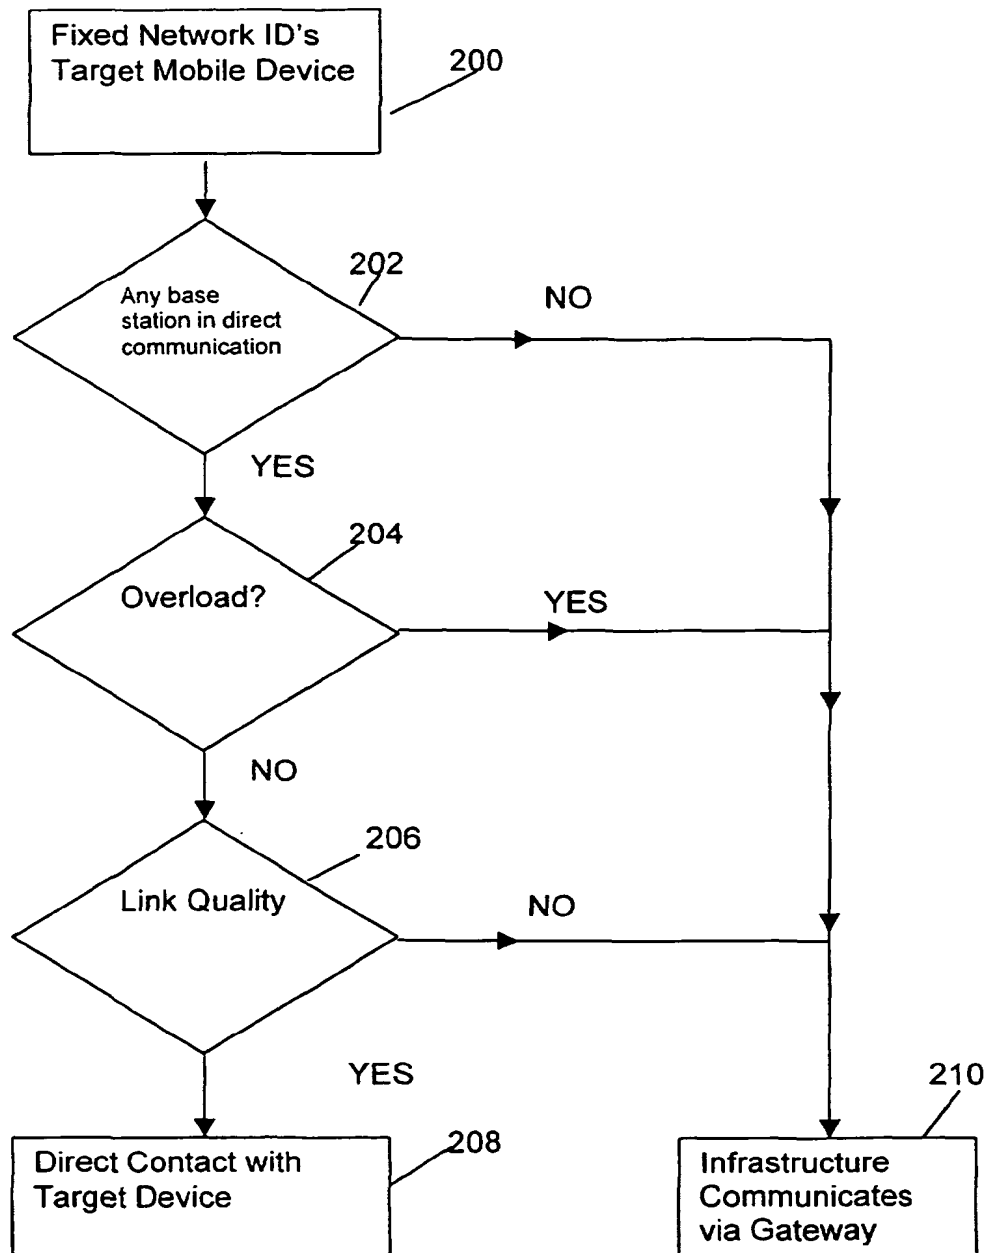 Fixed Network ID's
Target Mobile Device
200
202
Any base
station in direct
communication
NO
YES
204
Overload?
YES
NO
206
Link Quality
NO
YES
210
208
Direct Contact with
Target Device
Infrastructure
Communicates
via Gateway